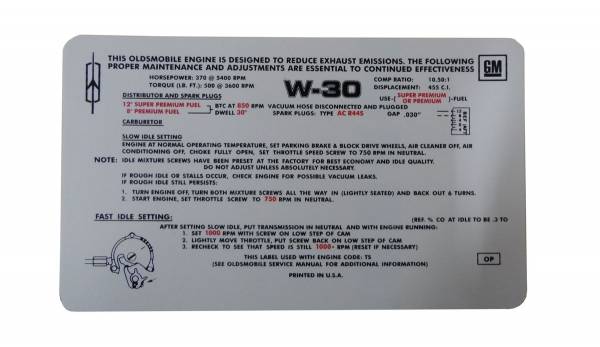 THIS OLDSMOBILE ENGINE IS DESIGNED TO REDUCE EXHAUST EMISSIONS. THE FOLLOWING
PROPER MAINTENANCE AND ADJUSTMENTS ARE ESSENTIAL TO CONTINUED EFFECTIVENESS
GM
HORSEPOWER: 370 @ 5400 RPM
TORQUE (LB. FT.): 500 @ 3600 RPM
W-30
COMP RATIO: 10.50:1
DISPLACEMENT: 455 C.I.
DISTRIBUTOR AND SPARK PLUGS
USE-( SUPER PREMIUM OR PREMIUM )-FUEL
12° SUPER PREMIUM FUEL
8° PREMIUM FUEL
BTC AT 850 RPM VACUUM HOSE DISCONNECTED AND PLUGGED
DWELL 30° SPARK PLUGS: TYPE AC R44S GAP .030"
CARBURETOR
SLOW IDLE SETTING
ENGINE AT NORMAL OPERATING TEMPERATURE, SET PARKING BRAKE & BLOCK DRIVE WHEELS, AIR CLEANER OFF, AIR
CONDITIONING OFF, CHOKE FULLY OPEN, SET THROTTLE SPEED SCREW TO 750 RPM IN NEUTRAL.
NOTE: IDLE MIXTURE SCREWS HAVE BEEN PRESET AT THE FACTORY FOR BEST ECONOMY AND IDLE QUALITY.
DO NOT ADJUST UNLESS ABSOLUTELY NECESSARY.
IF ROUGH IDLE OR STALLS OCCUR, CHECK ENGINE FOR POSSIBLE VACUUM LEAKS.
IF ROUGH IDLE STILL PERSISTS:
1. TURN ENGINE OFF, TURN BOTH MIXTURE SCREWS ALL THE WAY IN (LIGHTLY SEATED) AND BACK OUT 6 TURNS.
2. START ENGINE, SET THROTTLE SCREW TO 750 RPM IN NEUTRAL.
FAST IDLE SETTING:
(REF. % CO AT IDLE TO BE .3 TO
AFTER SETTING SLOW IDLE, PUT TRANSMISSION IN NEUTRAL AND WITH ENGINE RUNNING:
1. SET 1000 RPM WITH SCREW ON LOW STEP OF CAM
2. LIGHTLY MOVE THROTTLE, PUT SCREW BACK ON LOW STEP OF CAM
3. RECHECK TO SEE THAT SPEED IS STILL 1000+ RPM (RESET IF NECESSARY)
THIS LABEL USED WITH ENGINE CODE: TS
(SEE OLDSMOBILE SERVICE MANUAL FOR ADDITIONAL INFORMATION)
OP
PRINTED IN U.S.A.